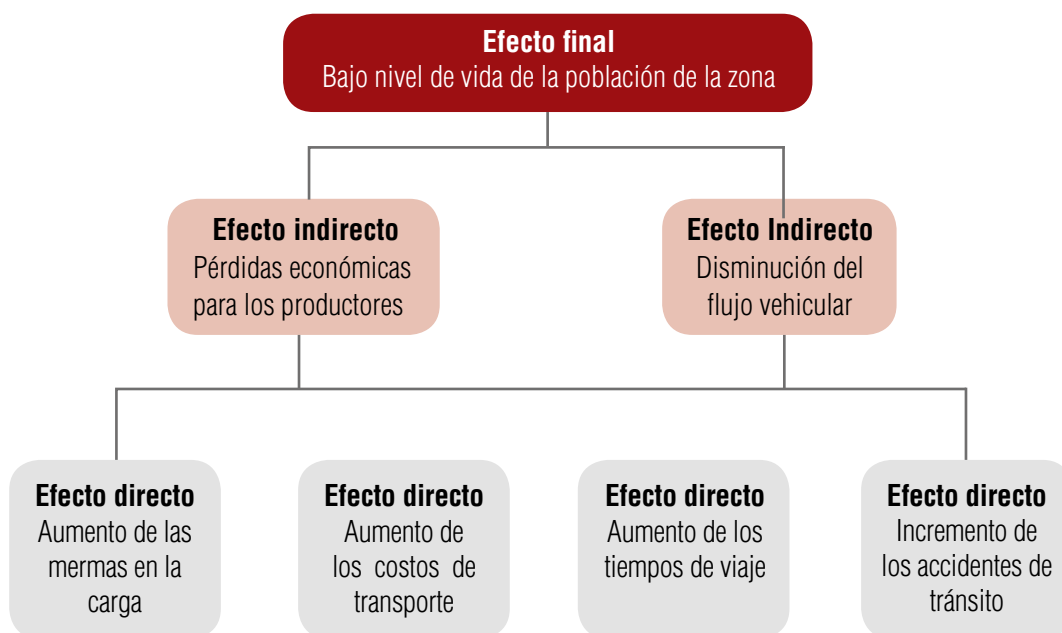 Efecto final
Bajo nivel de vida de la población de la zona
Efecto indirecto
Pérdidas económicas
para los productores
Efecto Indirecto
Disminución del
flujo vehicular
Efecto directo
Aumento de las
mermas en la
carga
Efecto directo
Aumento de
los costos de
transporte
Efecto directo
Aumento de los
tiempos de viaje
Efecto directo
Incremento de
los accidentes de
tránsito